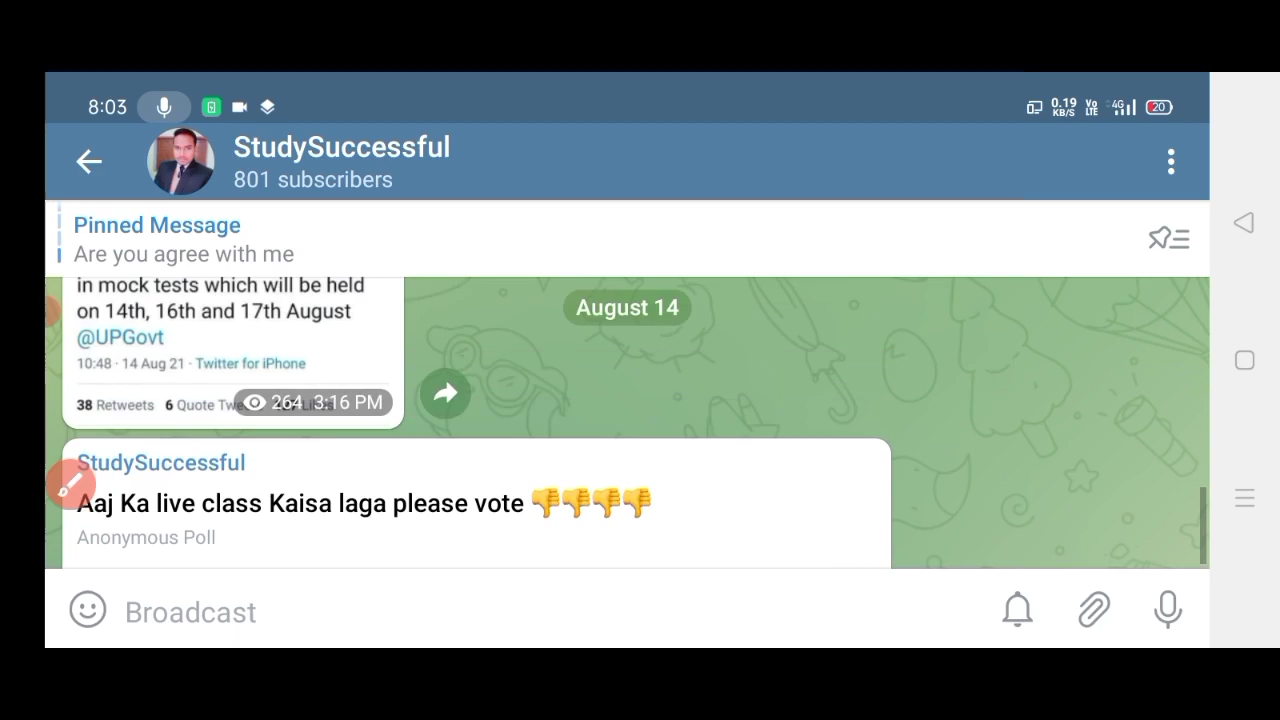 8:03
0.19 KB/S
Vo LTE
4G
20
StudySuccessful
801 subscribers
Pinned Message
Are you agree with me
August 14
in mock tests which will be held
on 14th, 16th and 17th August
@UPGovt
10:48 · 14 Aug 21 · Twitter for iPhone
38 Retweets 6 Quote
264 3:16 PM
StudySuccessful
Aaj Ka live class Kaisa laga please vote 👎👎👎👎
Anonymous Poll
Broadcast